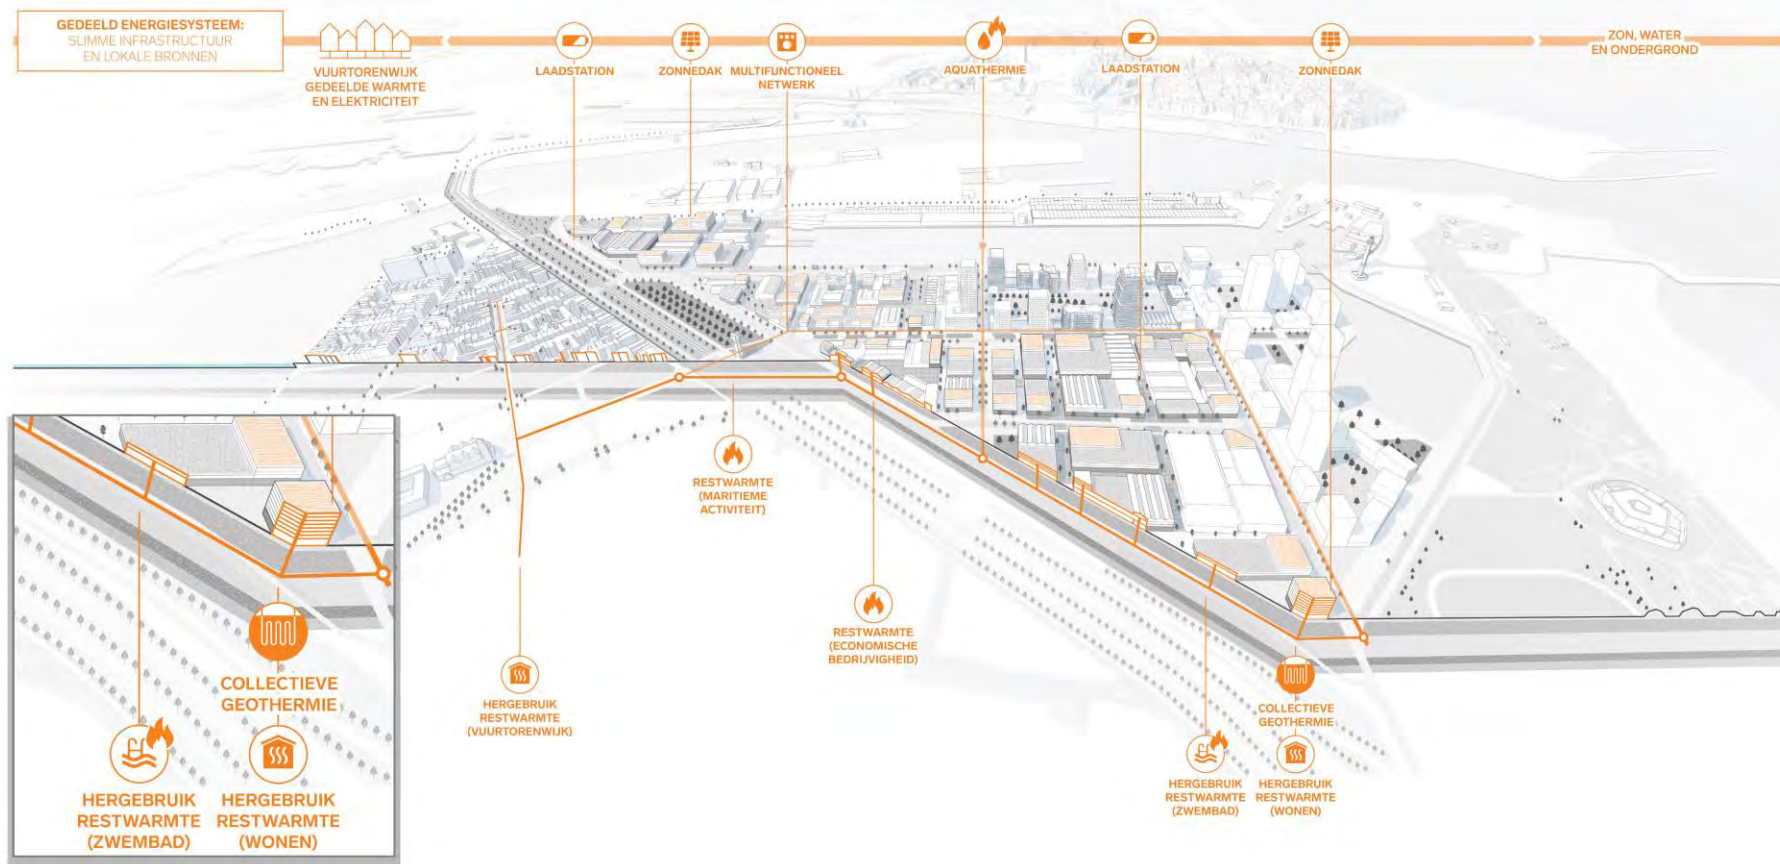 GEDEELD ENERGIESYSTEEM:
SLIMME INFRASTRUCTUUR
EN LOKALE BRONNEN
VUURTORENWIJK
GEDEELDE WARMTE
EN ELEKTRICITEIT
LAADSTATION
ZONNEDAK
MULTIFUNCTIONEEL
NETWERK
AQUATHERMIE
LAADSTATION
ZONNEDAK
ZON, WATER
EN ONDERGROND
RESTWARMTE
(MARITIEME
ACTIVITEIT)
RESTWARMTE
(ECONOMISCHE
BEDRIJVIGHEID)
HERGEBRUIK
RESTWARMTE
(VUURTORENWIJK)
COLLECTIEVE
GEOTHERMIE
HERGEBRUIK
RESTWARMTE
(ZWEMBAD)
HERGEBRUIK
RESTWARMTE
(WONEN)
COLLECTIEVE
GEOTHERMIE
HERGEBRUIK
RESTWARMTE
(ZWEMBAD)
HERGEBRUIK
RESTWARMTE
(WONEN)